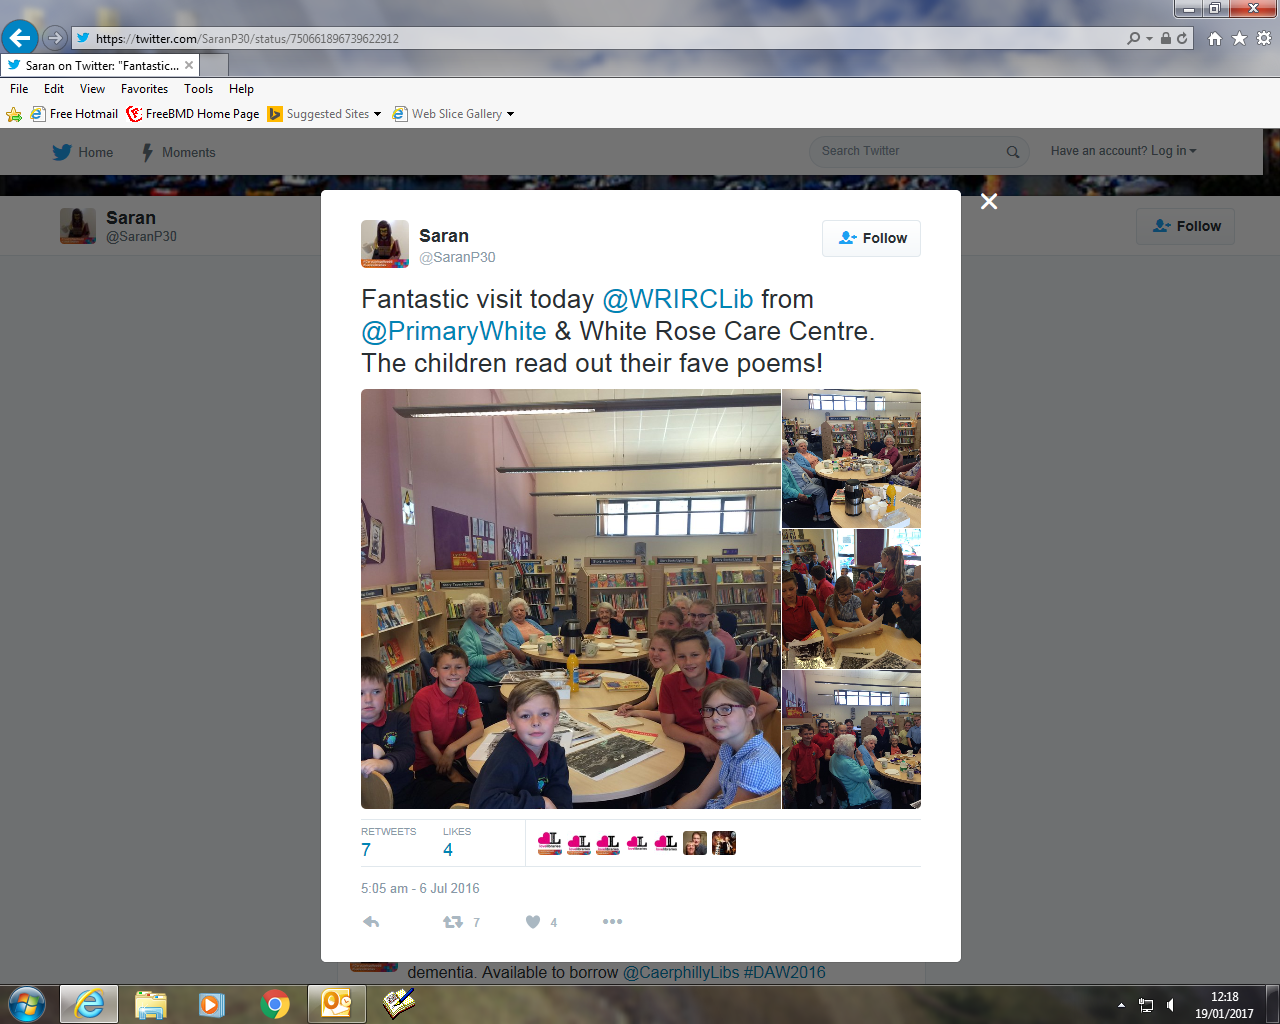 https://twitter.com/SaranP30/status/750661896739622912
Saran on Twitter: "Fantastic...
File Edit View Favorites Tools Help
Free Hotmail FreeBMD Home Page Suggested Sites Web Slice Gallery
Home Moments Search Twitter Have an account? Log in
Saran
@SaranP30
Follow
Saran
@SaranP30
Follow
Fantastic visit today @WRIRCLib from
@PrimaryWhite & White Rose Care Centre.
The children read out their fave poems!
RETWEETS LIKES
7 4
5:05 am - 6 Jul 2016
7 4
dementia. Available to borrow @CaerphillyLibs #DAW2016
12:18
19/01/2017